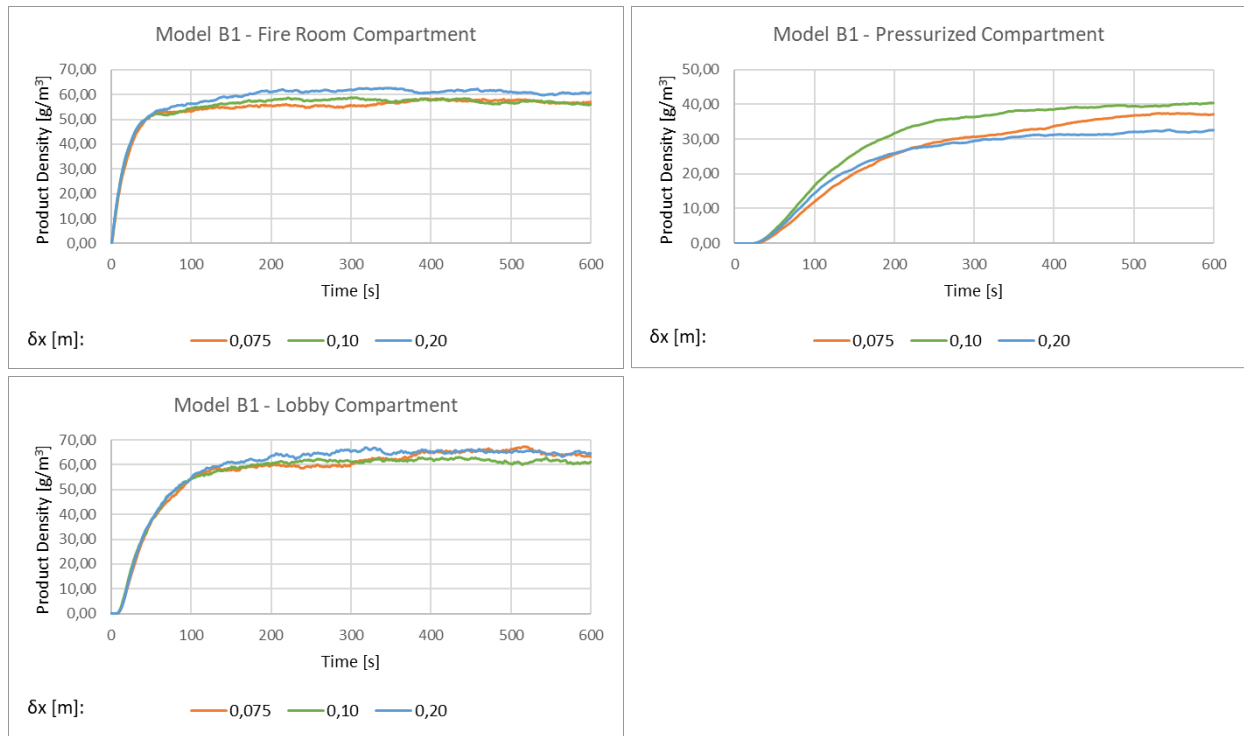 Model B1 - Fire Room Compartment
Product Density [g/m³]
70,00
60,00
50,00
40,00
30,00
20,00
10,00
0,00
0 100 200 300 400 500 600
Time [s]
δx [m]: 0,075 0,10 0,20
Model B1 - Pressurized Compartment
Product Density [g/m³]
50,00
40,00
30,00
20,00
10,00
0,00
0 100 200 300 400 500 600
Time [s]
δx [m]: 0,075 0,10 0,20
Model B1 - Lobby Compartment
Product Density [g/m³]
70,00
60,00
50,00
40,00
30,00
20,00
10,00
0,00
0 100 200 300 400 500 600
Time [s]
δx [m]: 0,075 0,10 0,20